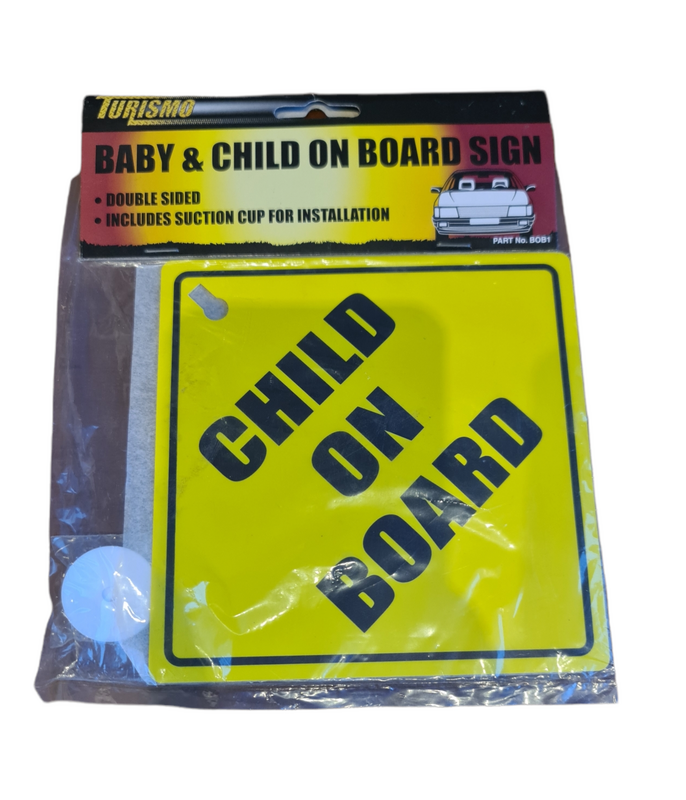 TURISMO
BABY & CHILD ON BOARD SIGN
• DOUBLE SIDED
• INCLUDES SUCTION CUP FOR INSTALLATION
PART No. BOB1
CHILD
ON
BOARD